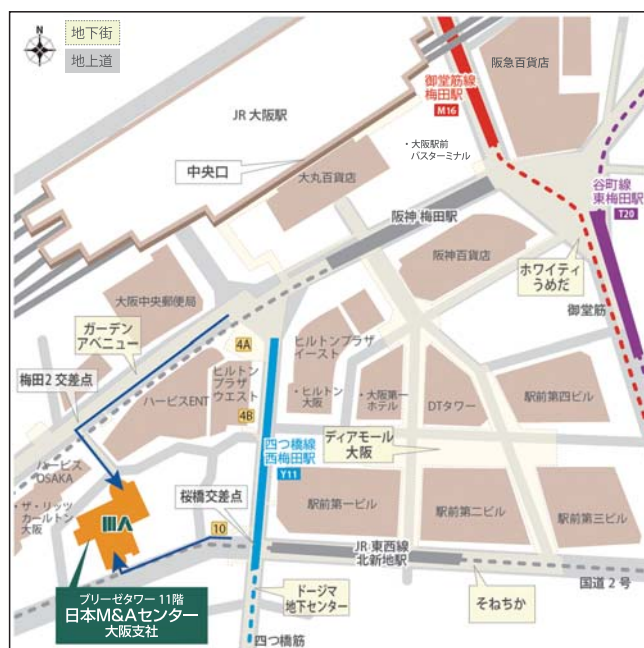 N
地下街
地上道
JR 大阪駅
中央口
大丸百貨店
御堂筋線
梅田駅
M16
・大阪駅前
バスターミナル
阪急百貨店
谷町線
東梅田駅
T20
阪神 梅田駅
阪神百貨店
ホワイティ
うめだ
御堂筋
大阪中央郵便局
ガーデン
アベニュー
梅田2 交差点
ハービスENT
ヒルトン
プラザ
ウエスト
4A
4B
ヒルトンプラザ
イースト
・ヒルトン
大阪
・大阪第一
ホテル
DTタワー
駅前第四ビル
ディアモール
大阪
四つ橋線
西梅田駅
Y11
ハービス
OSAKA
・ザ・リッツ
カールトン
大阪
桜橋交差点
10
駅前第一ビル
駅前第二ビル
駅前第三ビル
JR 東西線
北新地駅
国道 2 号
そねちか
ドージマ
地下センター
四つ橋筋
ブリーゼタワー 11階
日本M&Aセンター
大阪支社